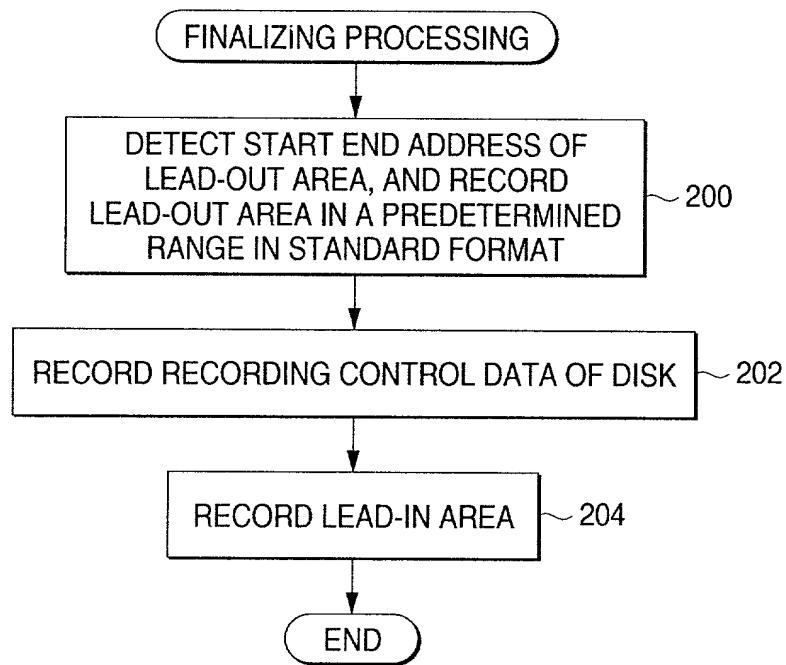 FINALIZiNG PROCESSING
DETECT START END ADDRESS OF
LEAD-OUT AREA, AND RECORD
LEAD-OUT AREA IN A PREDETERMINED
RANGE IN STANDARD FORMAT
200
RECORD RECORDING CONTROL DATA OF DISK
202
RECORD LEAD-IN AREA
204
END